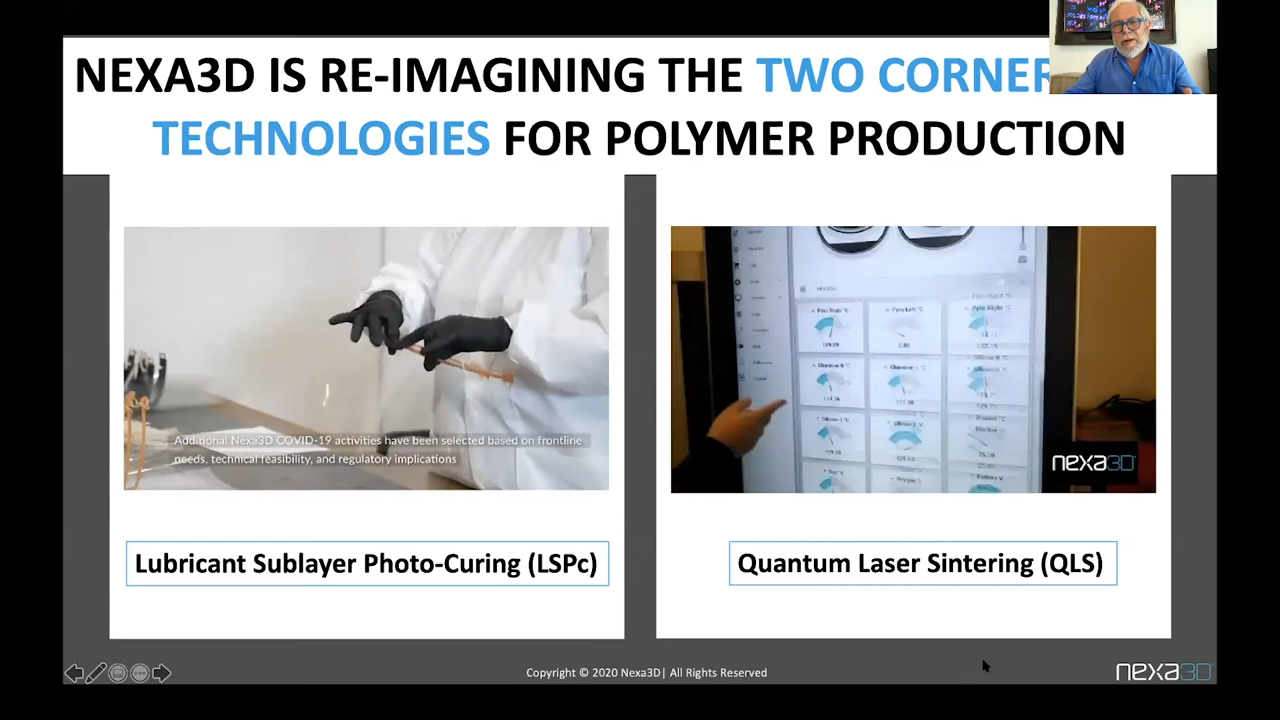 NEXA3D IS RE-IMAGINING THE TWO CORNER
TECHNOLOGIES FOR POLYMER PRODUCTION
Additional Nexa3D COVID-19 activities have been selected based on frontline
needs, technical feasibility, and regulatory implications
nexa3D
Lubricant Sublayer Photo-Curing (LSPc)
Quantum Laser Sintering (QLS)
Copyright © 2020 Nexa3D| All Rights Reserved
nexa3D